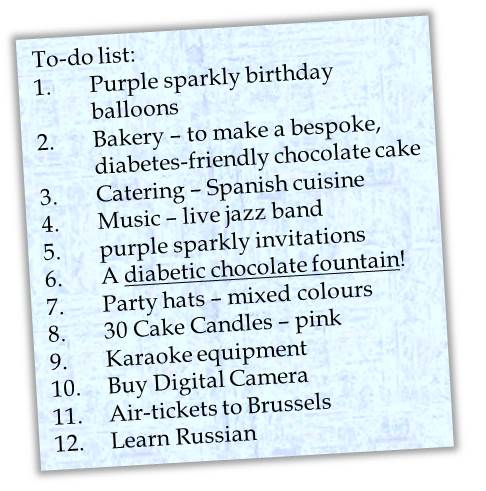 To-do list:
1. Purple sparkly birthday
balloons
2. Bakery – to make a bespoke,
diabetes-friendly chocolate cake
3. Catering – Spanish cuisine
4. Music – live jazz band
5. purple sparkly invitations
6. A diabetic chocolate fountain!
7. Party hats – mixed colours
8. 30 Cake Candles – pink
9. Karaoke equipment
10. Buy Digital Camera
11. Air-tickets to Brussels
12. Learn Russian